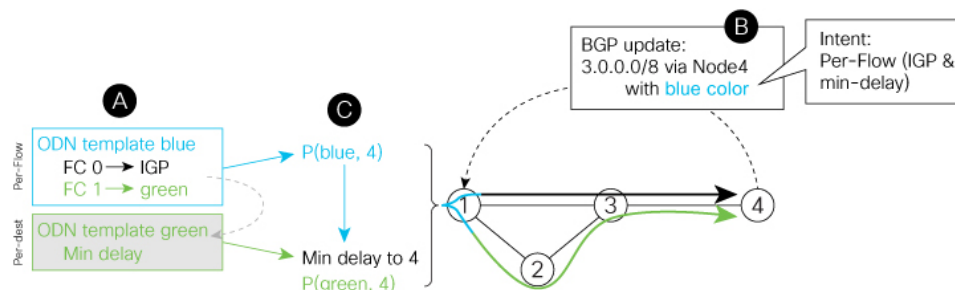 A
Per-Flow
ODN template blue
FC 0 → IGP
FC 1 → green
Per-dest
ODN template green
Min delay
C
P(blue, 4)
Min delay to 4
P(green, 4)
B
BGP update:
3.0.0.0/8 via Node4
with blue color
Intent:
Per-Flow (IGP &
min-delay)
1
3
4
2